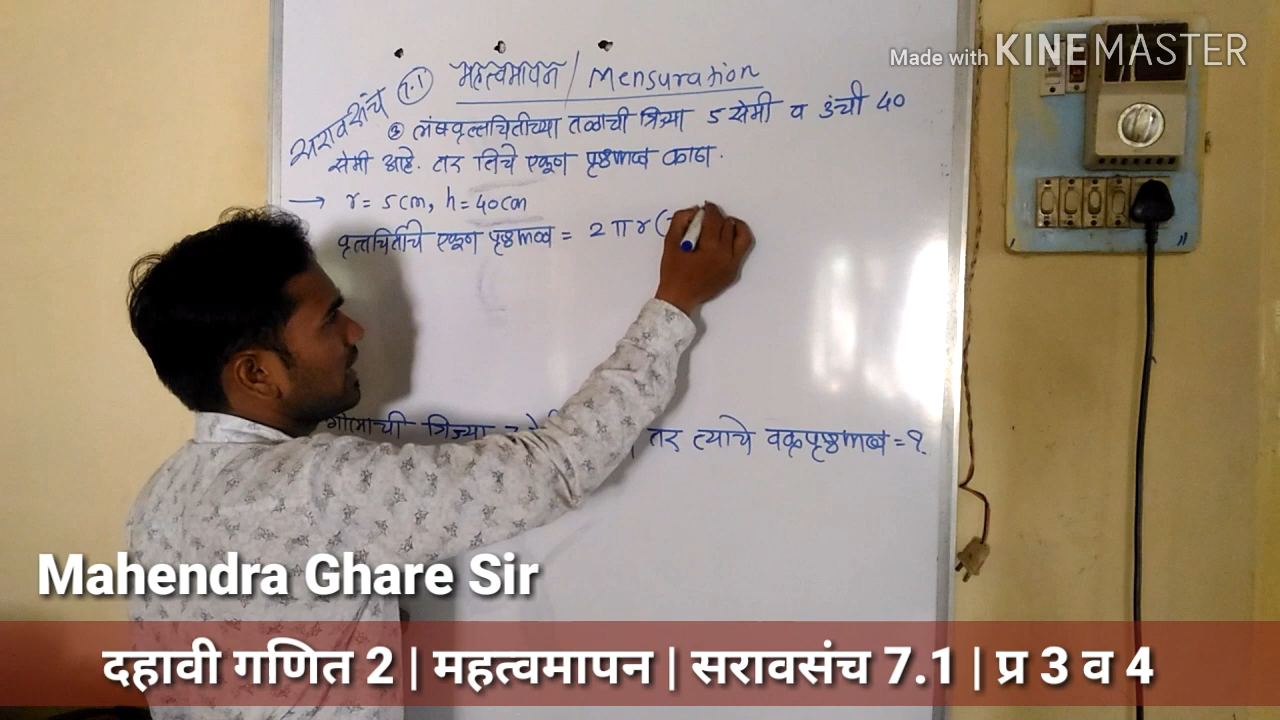 Made with KINEMASTER
सरावसंच 7.1 महत्वमापन / Mensuration
③ लंबवृत्तचितीच्या तळाची त्रिज्या 5 सेमी व उंची 40
सेमी आहे. तर तिचे एकूण पृष्ठफळ काढा.
→ r = 5cm, h = 40cm
वृत्तचितीचे एकूण पृष्ठफळ = 2πr(
गोलाची त्रिज्या तर त्याचे वक्रपृष्ठफळ = ?
Mahendra Ghare Sir
दहावी गणित 2 | महत्वमापन | सरावसंच 7.1 | प्र 3 व 4